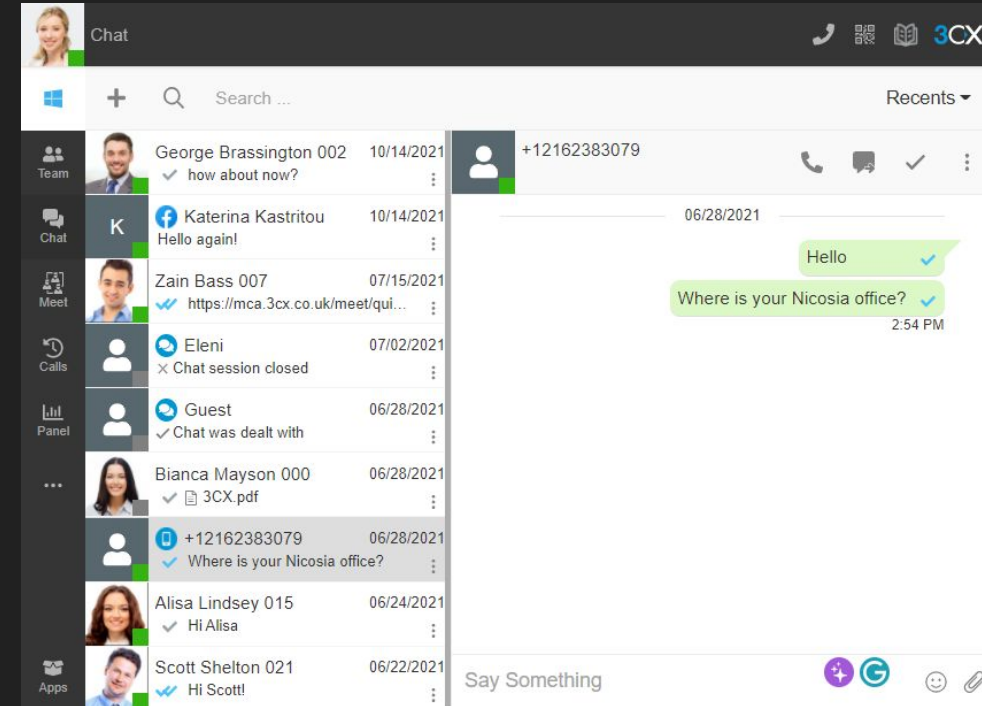 Chat
3CX
Search ...
Recents
Team
Chat
Meet
Calls
Panel
Apps
George Brassington 002 10/14/2021
how about now?
K
Katerina Kastritou 10/14/2021
Hello again!
Zain Bass 007 07/15/2021
https://mca.3cx.co.uk/meet/qui...
Eleni 07/02/2021
Chat session closed
Guest 06/28/2021
Chat was dealt with
Bianca Mayson 000 06/28/2021
3CX.pdf
+12162383079 06/28/2021
Where is your Nicosia office?
Alisa Lindsey 015 06/24/2021
Hi Alisa
Scott Shelton 021 06/22/2021
Hi Scott!
+12162383079
06/28/2021
Hello
Where is your Nicosia office?
2:54 PM
Say Something